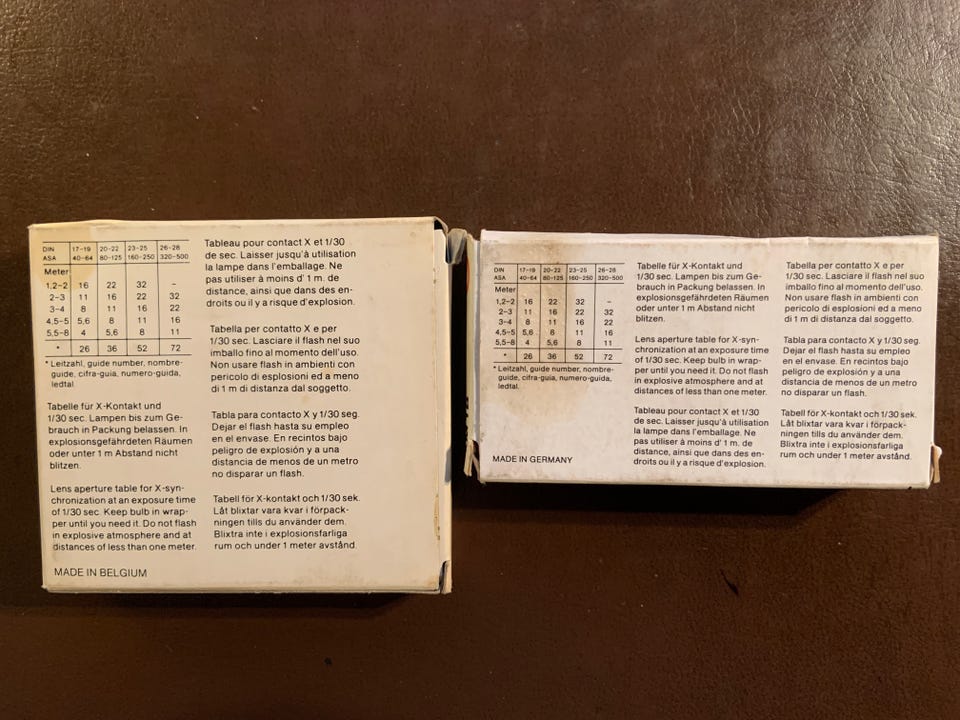 DIN 17-19 20-22 23-25 26-28
ASA 40-64 80-125 160-250 320-500
Meter
1,2-2 16 22 32 -
2-3 11 16 22 32
3-4 8 11 16 22
4,5-5 5,6 8 11 16
5,5-8 4 5,6 8 11
* 26 36 52 72
* Leitzahl, guide number, nombre-
guide, cifra-guia, numero-guida,
ledtal.
Tabelle für X-Kontakt und
1/30 sec. Lampen bis zum Ge-
brauch in Packung belassen. In
explosionsgefährdeten Räumen
oder unter 1 m Abstand nicht
blitzen.
Lens aperture table for X-syn-
chronization at an exposure time
of 1/30 sec. Keep bulb in wrap-
per until you need it. Do not flash
in explosive atmosphere and at
distances of less than one meter.
MADE IN BELGIUM
Tableau pour contact X et 1/30
de sec. Laisser jusqu'à utilisation
la lampe dans l'emballage. Ne
pas utiliser à moins d' 1 m. de
distance, ainsi que dans des en-
droits ou il y a risque d'explosion.
Tabella per contatto X e per
1/30 sec. Lasciare il flash nel suo
imballo fino al momento dell'uso.
Non usare flash in ambienti con
pericolo di esplosioni ed a meno
di 1 m di distanza dal soggetto.
Tabla para contacto X y 1/30 seg.
Dejar el flash hasta su empleo
en el envase. En recintos bajo
peligro de explosión y a una
distancia de menos de un metro
no disparar un flash.
Tabell för X-kontakt och 1/30 sek.
Låt blixtar vara kvar i förpack-
ningen tills du använder dem.
Blixtra inte i explosionsfarliga
rum och under 1 meter avstånd.
DIN 17-19 20-22 23-25 26-28
ASA 40-64 80-125 160-250 320-500
Meter
1,2-2 16 22 32 -
2-3 11 16 22 32
3-4 8 11 16 22
4,5-5 5,6 8 11 16
5,5-8 4 5,6 8 11
* 26 36 52 72
* Leitzahl, guide number, nombre-
guide, cifra-guia, numero-guida,
ledtal.
MADE IN GERMANY
Tabelle für X-Kontakt und
1/30 sec. Lampen bis zum Ge-
brauch in Packung belassen. In
explosionsgefährdeten Räumen
oder unter 1 m Abstand nicht
blitzen.
Lens aperture table for X-syn-
chronization at an exposure time
of 1/30 sec. Keep bulb in wrap-
per until you need it. Do not flash
in explosive atmosphere and at
distances of less than one meter.
Tableau pour contact X et 1/30
de sec. Laisser jusqu'à utilisation
la lampe dans l'emballage. Ne
pas utiliser à moins d' 1 m. de
distance, ainsi que dans des en-
droits ou il y a risque d'explosion.
Tabella per contatto X e per
1/30 sec. Lasciare il flash nel suo
imballo fino al momento dell'uso.
Non usare flash in ambienti con
pericolo di esplosioni ed a meno
di 1 m di distanza dal soggetto.
Tabla para contacto X y 1/30 seg.
Dejar el flash hasta su empleo
en el envase. En recintos bajo
peligro de explosión y a una
distancia de menos de un metro
no disparar un flash.
Tabell för X-kontakt och 1/30 sek.
Låt blixtar vara kvar i förpack-
ningen tills du använder dem.
Blixtra inte i explosionsfarliga
rum och under 1 meter avstånd.